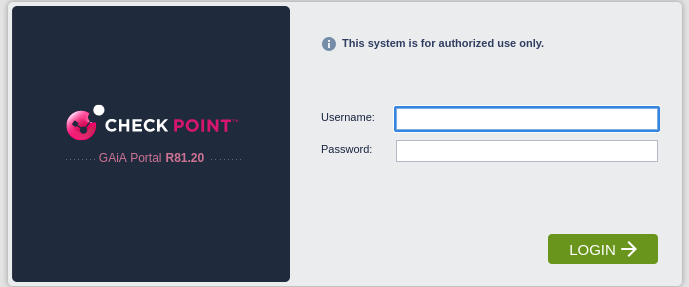 This system is for authorized use only.
CHECK POINT™
GAiA Portal R81.20
Username:
Password:
LOGIN